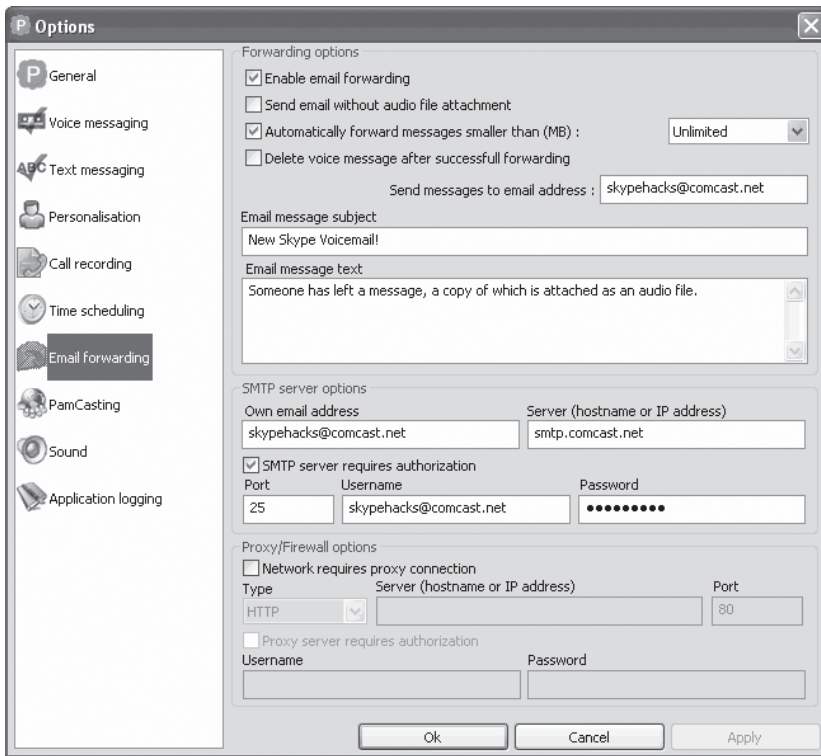 P Options
General
Voice messaging
ABC Text messaging
Personalisation
Call recording
Time scheduling
Email forwarding
PamCasting
Sound
Application logging
Forwarding options
Enable email forwarding
Send email without audio file attachment
Automatically forward messages smaller than (MB) : Unlimited
Delete voice message after successfull forwarding
Send messages to email address : skypehacks@comcast.net
Email message subject
New Skype Voicemail!
Email message text
Someone has left a message, a copy of which is attached as an audio file.
SMTP server options
Own email address Server (hostname or IP address)
skypehacks@comcast.net smtp.comcast.net
SMTP server requires authorization
Port Username Password
25 skypehacks@comcast.net •••••••••
Proxy/Firewall options
Network requires proxy connection
Type Server (hostname or IP address) Port
HTTP 80
Proxy server requires authorization
Username Password
Ok Cancel Apply